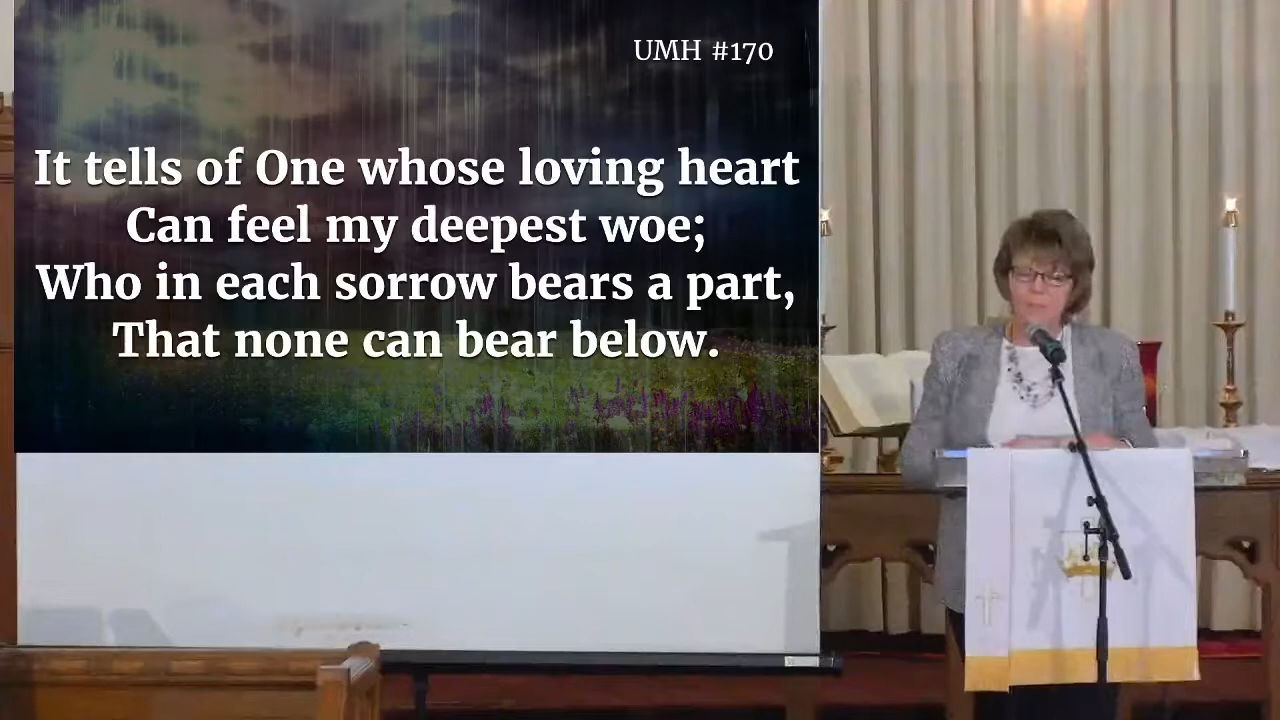 UMH #170
It tells of One whose loving heart
Can feel my deepest woe;
Who in each sorrow bears a part,
That none can bear below.